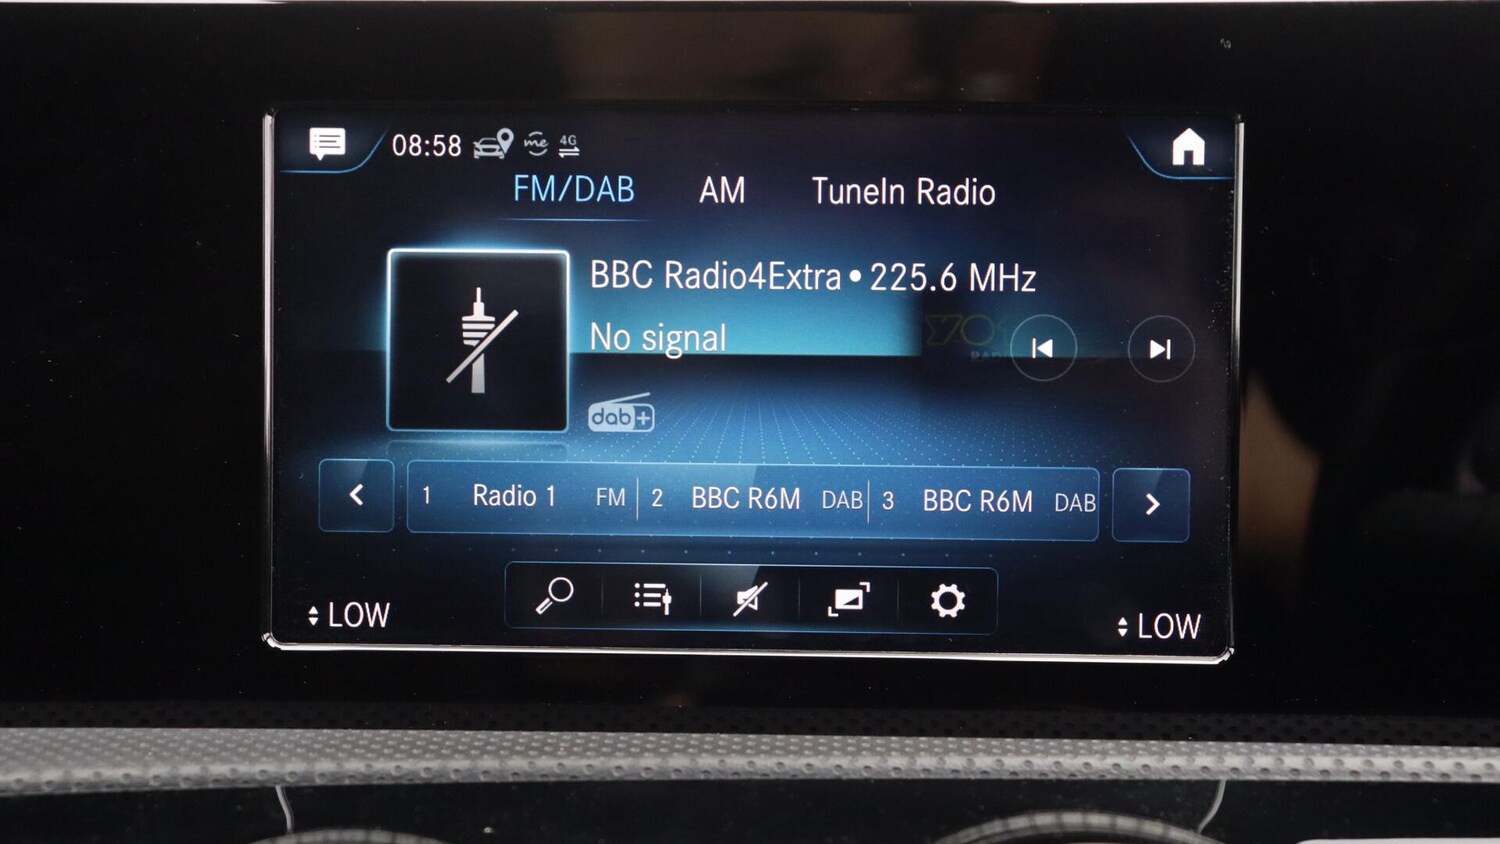 08:58 me 4G
FM/DAB AM TuneIn Radio
BBC Radio4Extra • 225.6 MHz
No signal
dab+
1 Radio 1 FM 2 BBC R6M DAB 3 BBC R6M DAB
LOW LOW